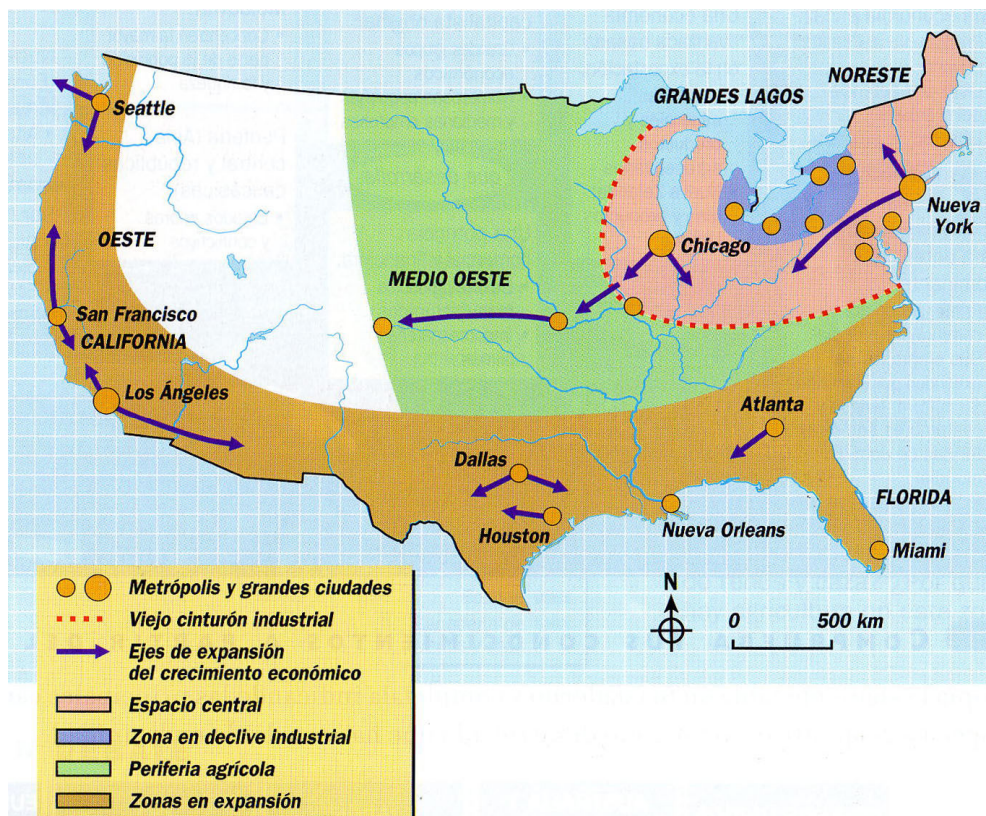 NORESTE
GRANDES LAGOS
Seattle
Nueva
York
OESTE
Chicago
MEDIO OESTE
San Francisco
CALIFORNIA
Los Ángeles
Atlanta
Dallas
FLORIDA
Houston
Nueva Orleans
Miami
Metrópolis y grandes ciudades
Viejo cinturón industrial
Ejes de expansión
del crecimiento económico
Espacio central
Zona en declive industrial
Periferia agrícola
Zonas en expansión
N
0 500 km